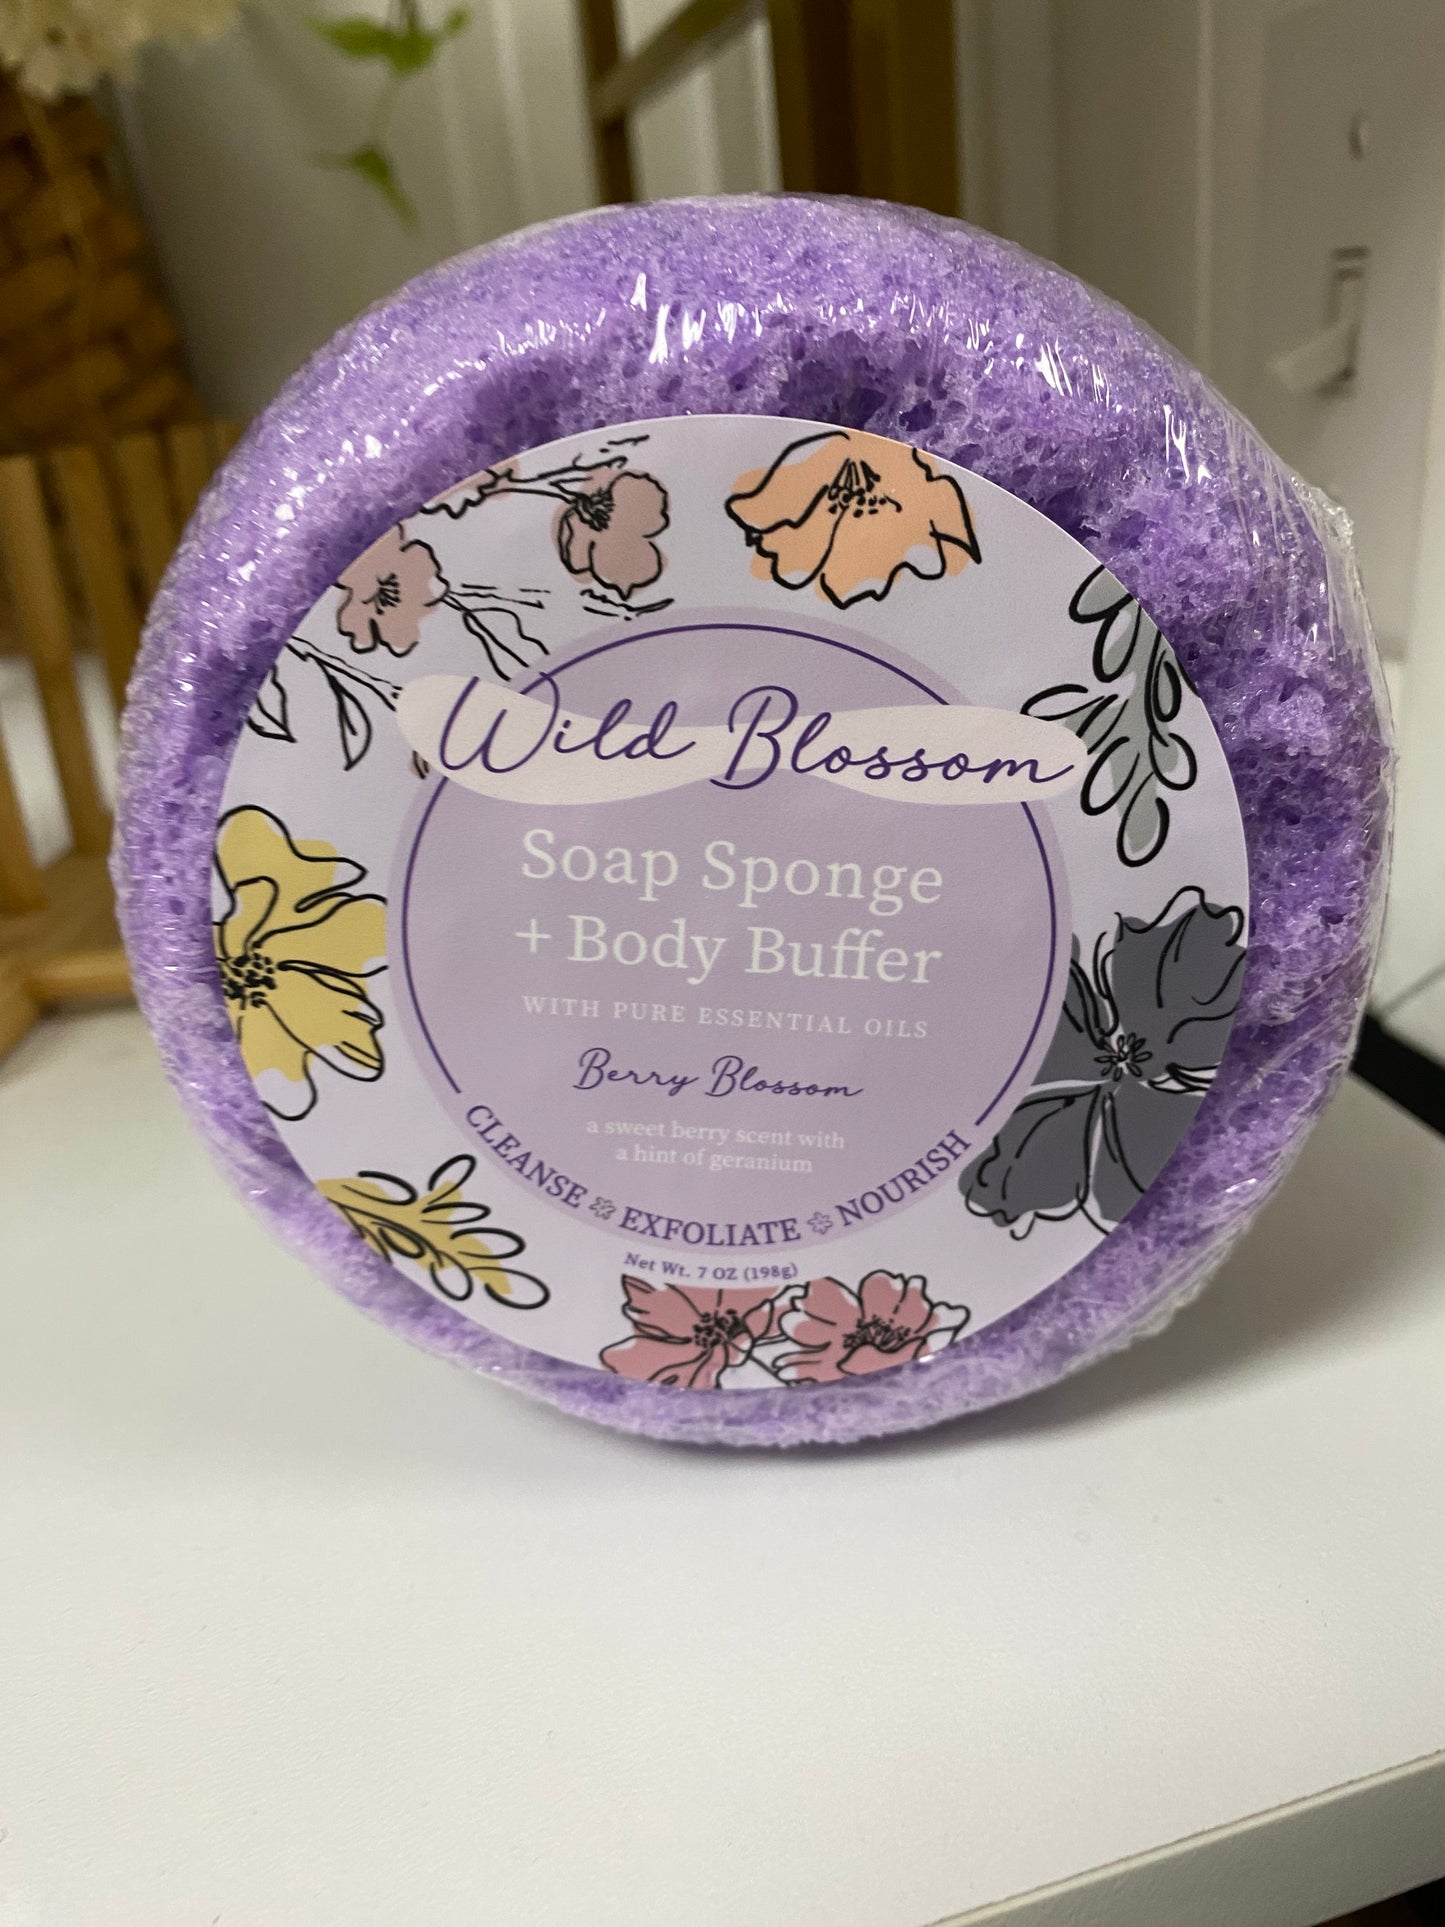 Wild Blossom
Soap Sponge
+ Body Buffer
WITH PURE ESSENTIAL OILS
Berry Blossom
a sweet berry scent with
a hint of geranium
CLEANSE EXFOLIATE NOURISH
Net Wt. 7 OZ (198g)